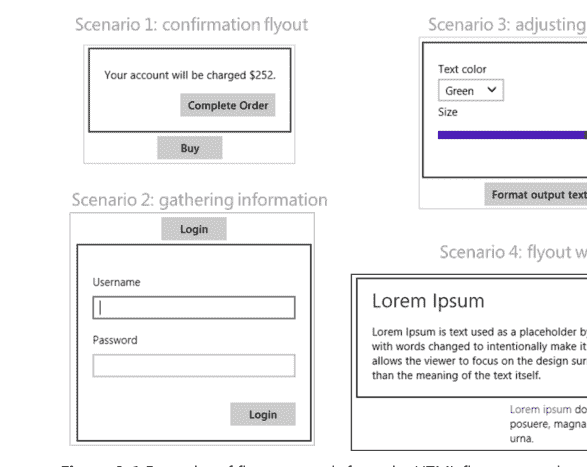 Scenario 1: confirmation flyout
Your account will be charged $252.
Complete Order
Buy
Scenario 2: gathering information
Login
Username
Password
Login
Scenario 3: adjusting
Text color
Green
Size
Format output text
Scenario 4: flyout w
Lorem Ipsum
Lorem Ipsum is text used as a placeholder b
with words changed to intentionally make it
allows the viewer to focus on the design sur
than the meaning of the text itself.
Lorem ipsum do
posuere, magna
urna.